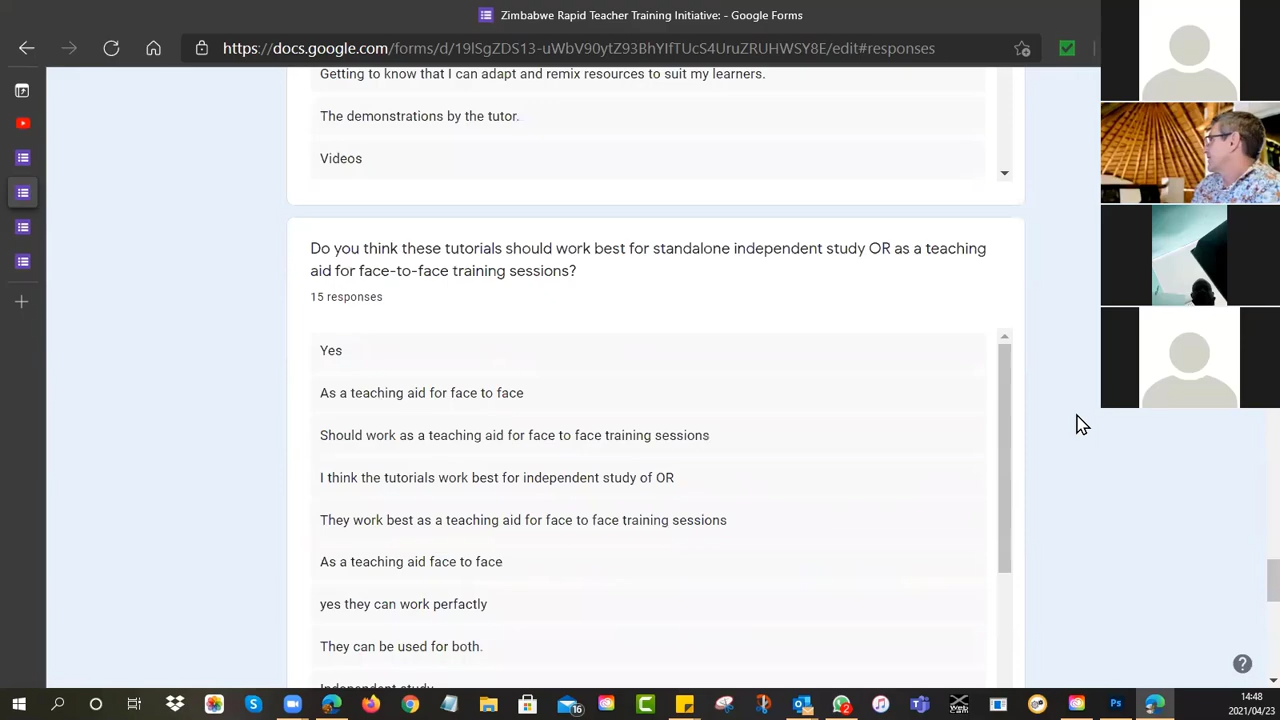 Zimbabwe Rapid Teacher Training Initiative: - Google Forms
https://docs.google.com/forms/d/19lSgZDS13-uWbV90ytZ93BhYIfTUcS4UruZRUHWSY8E/edit#responses
Getting to know that I can adapt and remix resources to suit my learners.
The demonstrations by the tutor.
Videos
Do you think these tutorials should work best for standalone independent study OR as a teaching
aid for face-to-face training sessions?
15 responses
Yes
As a teaching aid for face to face
Should work as a teaching aid for face to face training sessions
I think the tutorials work best for independent study of OR
They work best as a teaching aid for face to face training sessions
As a teaching aid face to face
yes they can work perfactly
They can be used for both.
Independent study
16
2
14:48
2021/04/23